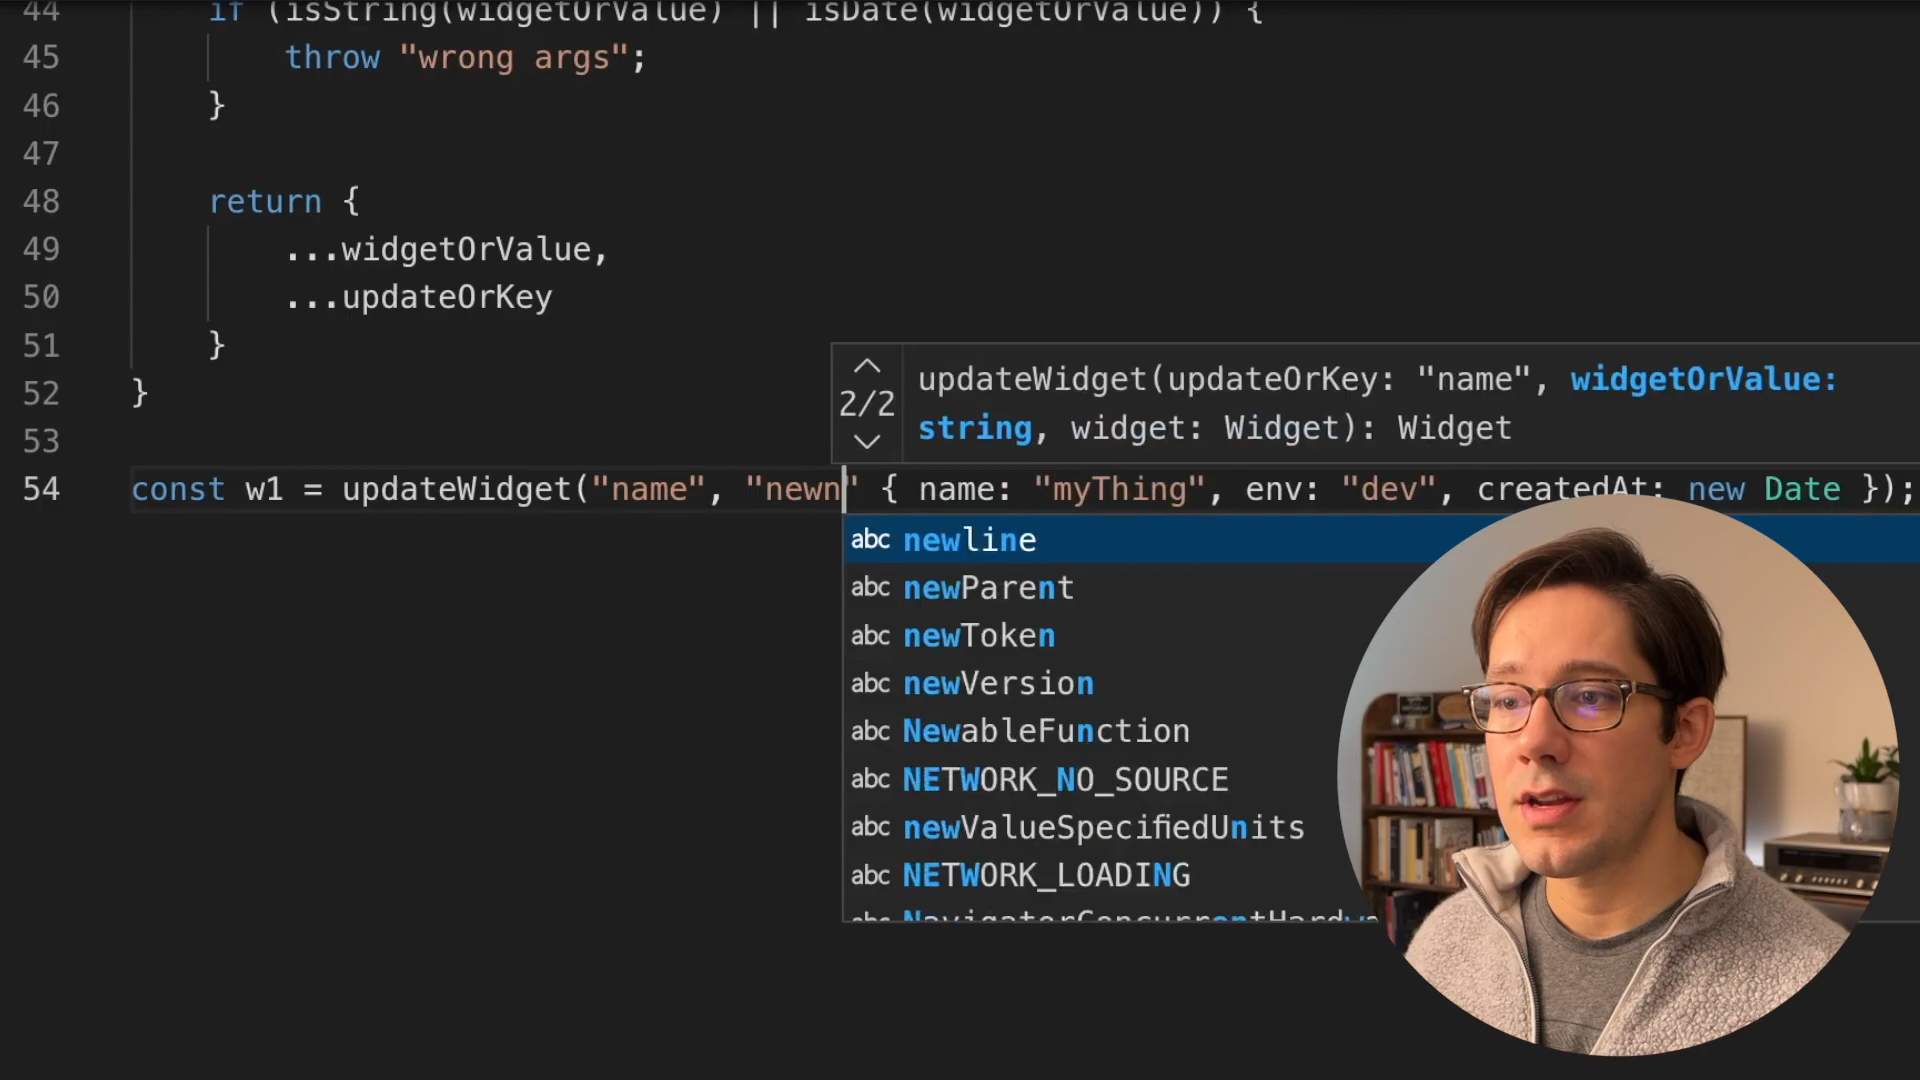 44 if (isString(widgetOrValue) || isDate(widgetOrValue)) {
45 throw "wrong args";
46 }
47
48 return {
49 ...widgetOrValue,
50 ...updateOrKey
51 }
52 }
53
2/2 updateWidget(updateOrKey: "name", widgetOrValue:
string, widget: Widget): Widget
54 const w1 = updateWidget("name", "newn" { name: "myThing", env: "dev", createdAt: new Date });
abc newline
abc newParent
abc newToken
abc newVersion
abc NewableFunction
abc NETWORK_NO_SOURCE
abc newValueSpecifiedUnits
abc NETWORK_LOADING